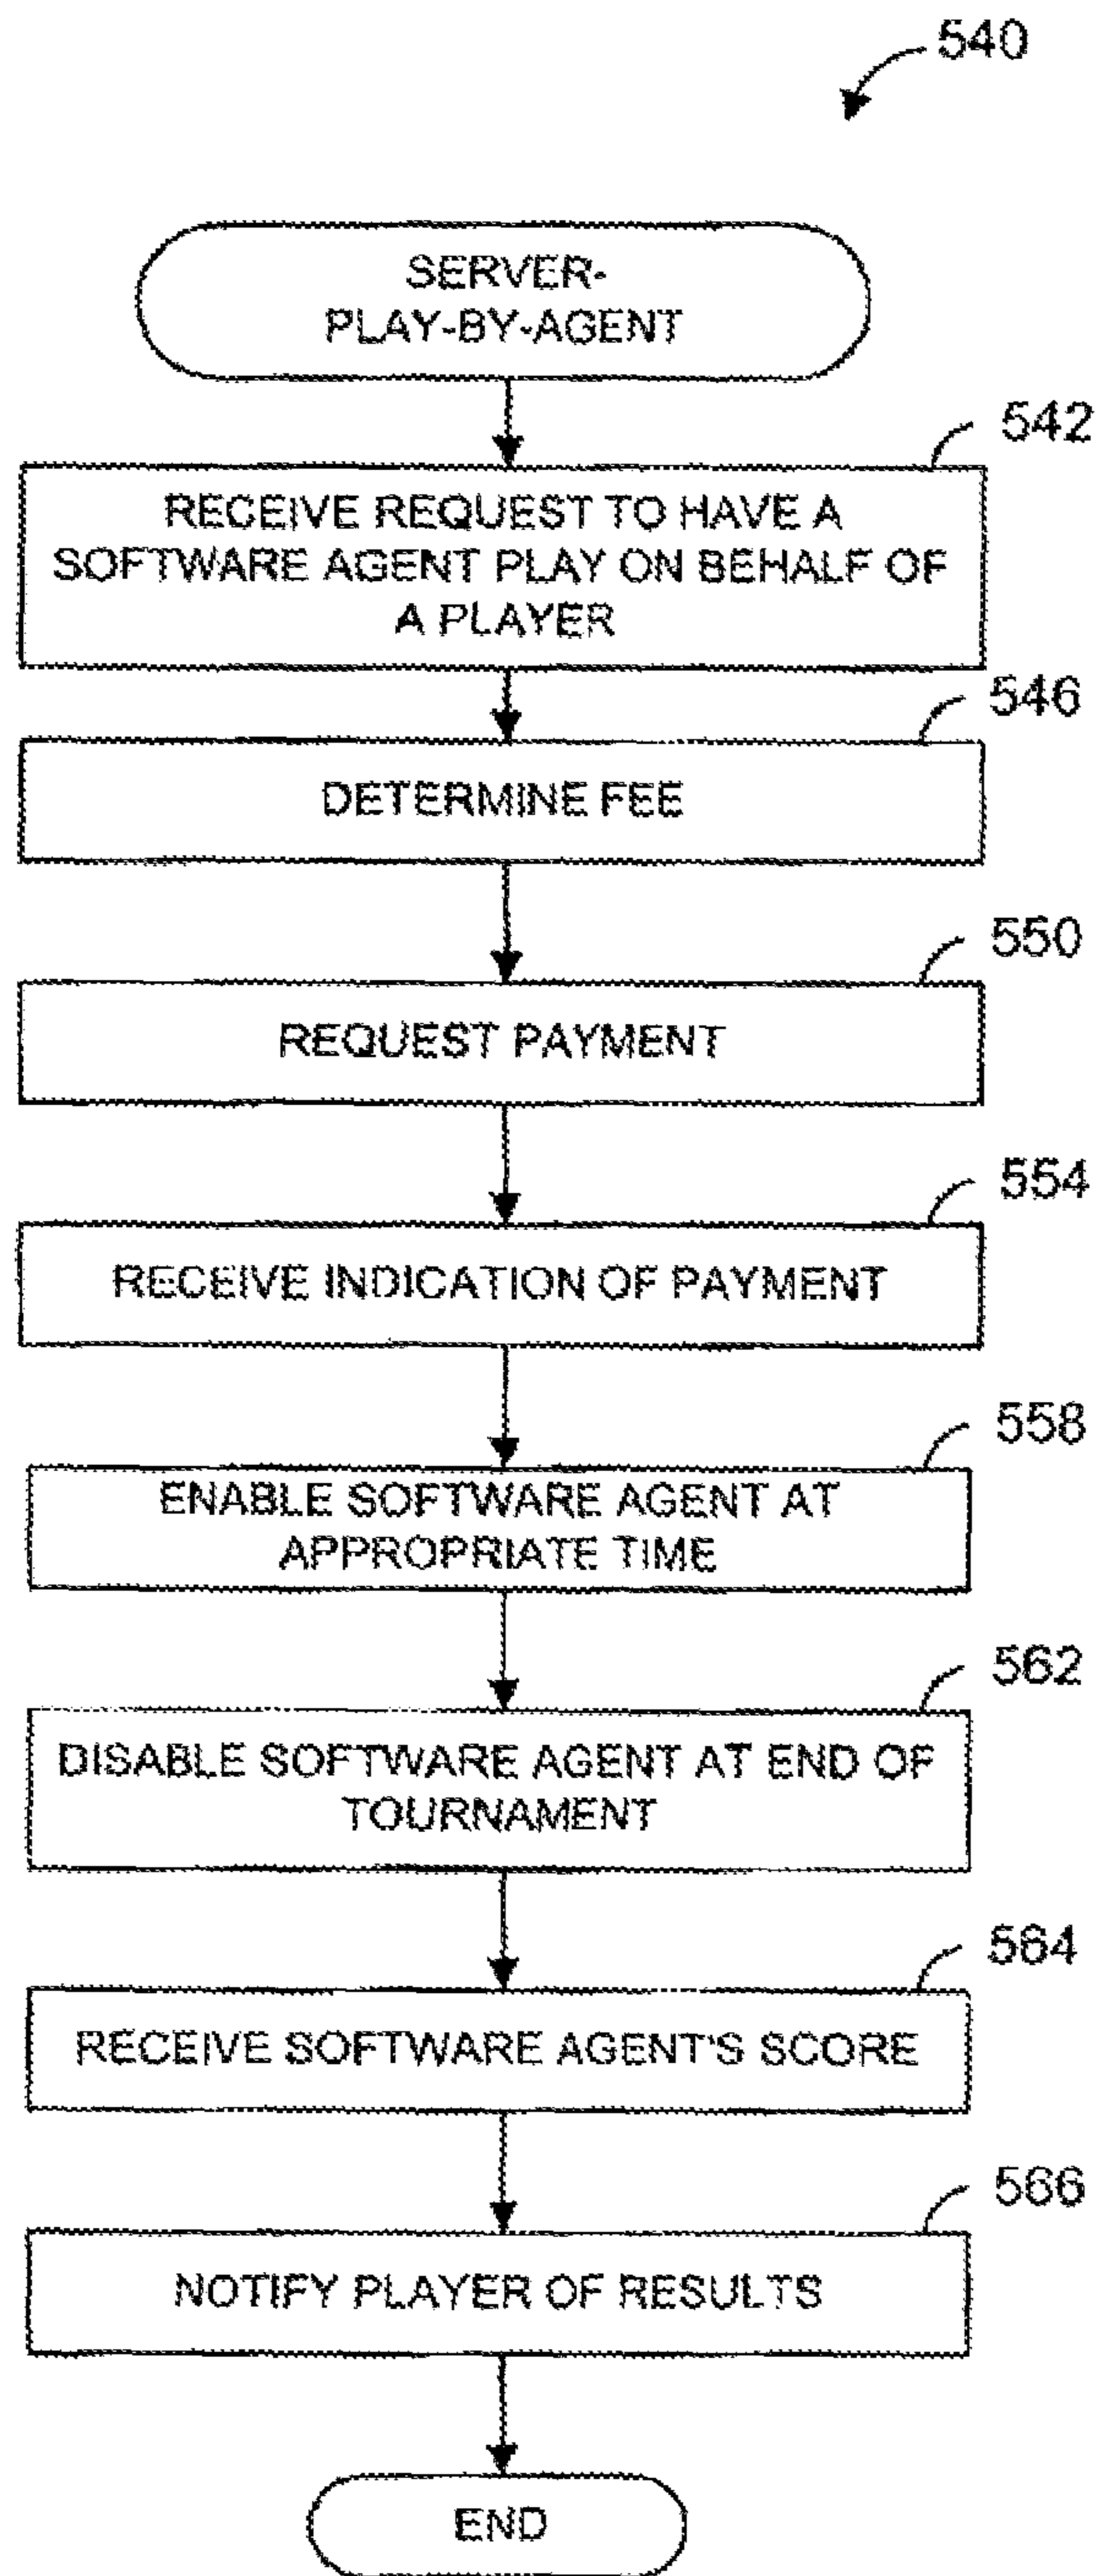 540
SERVER-
PLAY-BY-AGENT
542
RECEIVE REQUEST TO HAVE A
SOFTWARE AGENT PLAY ON BEHALF OF
A PLAYER
546
DETERMINE FEE
550
REQUEST PAYMENT
554
RECEIVE INDICATION OF PAYMENT
558
ENABLE SOFTWARE AGENT AT
APPROPRIATE TIME
562
DISABLE SOFTWARE AGENT AT END OF
TOURNAMENT
564
RECEIVE SOFTWARE AGENT'S SCORE
566
NOTIFY PLAYER OF RESULTS
END